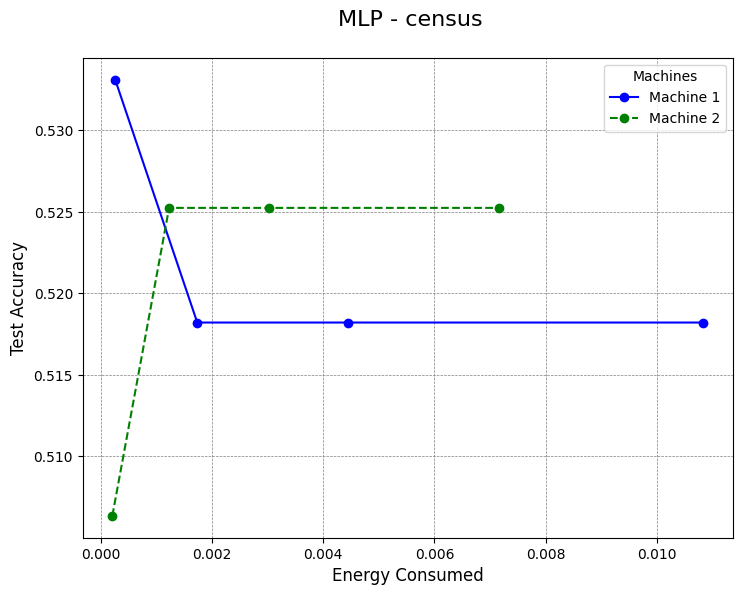 MLP - census
Machines
Machine 1
Machine 2
0.530
0.525
0.520
0.515
0.510
Test Accuracy
0.000 0.002 0.004 0.006 0.008 0.010
Energy Consumed